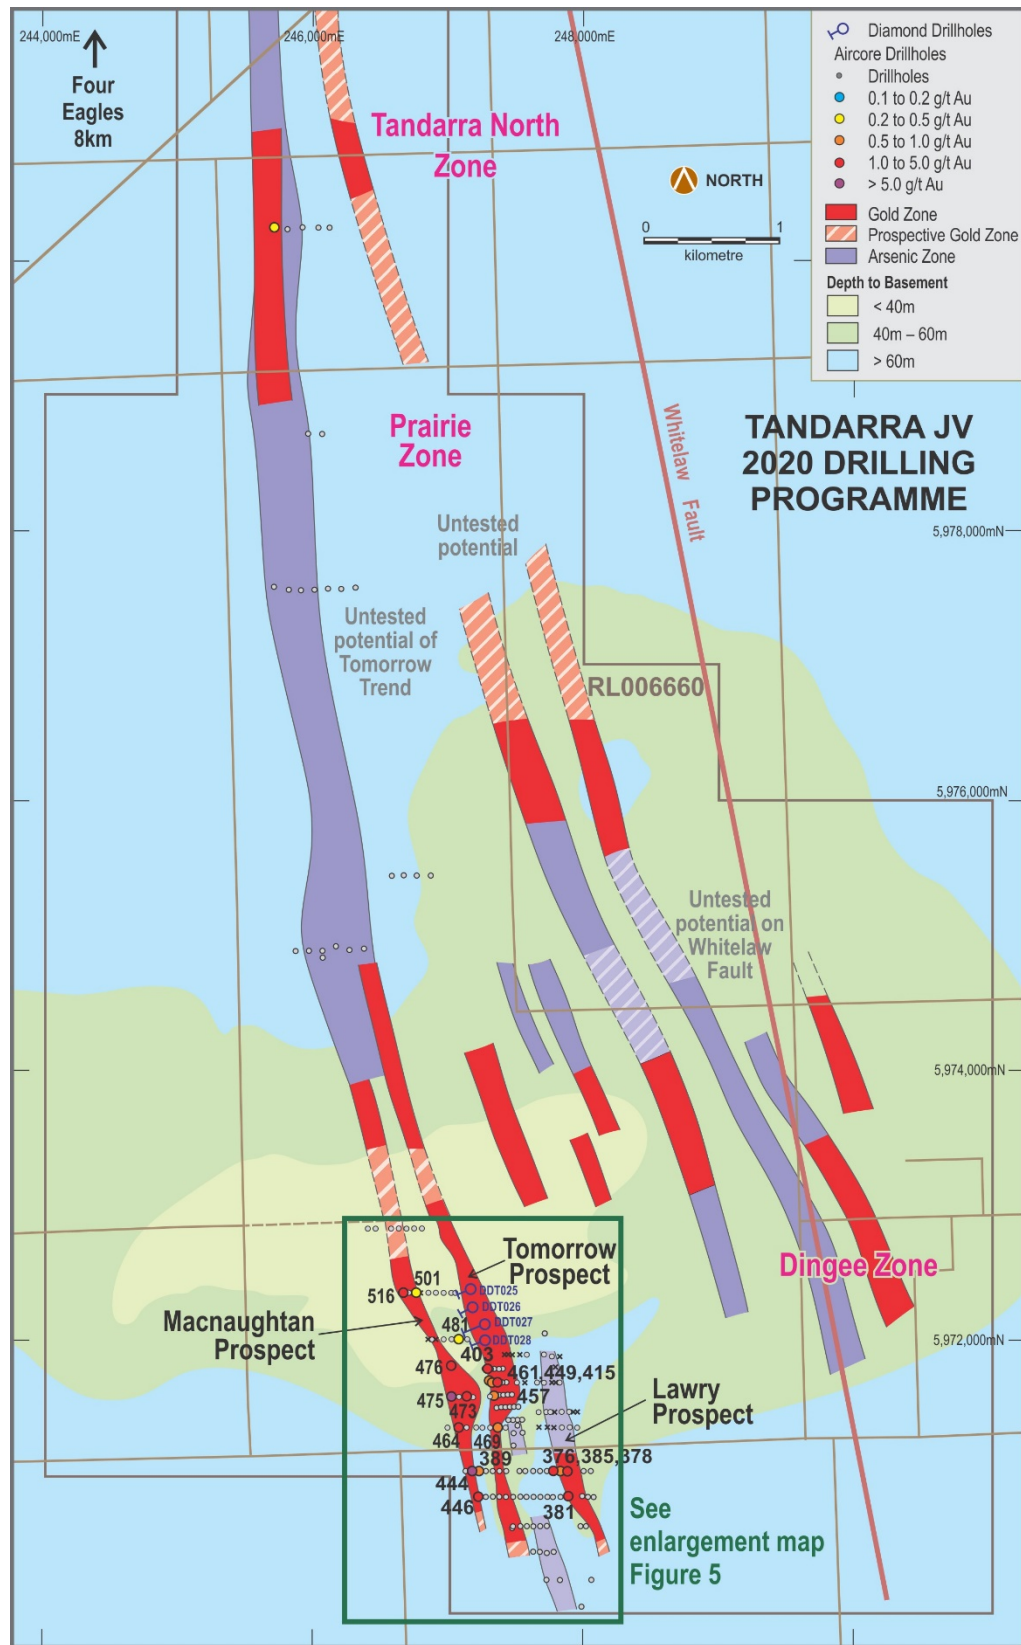 244,000mE
246,000mE
248,000mE
Four
Eagles
8km
Tandarra North
Zone
NORTH
0
1
kilometre
Diamond Drillholes
Aircore Drillholes
Drillholes
0.1 to 0.2 g/t Au
0.2 to 0.5 g/t Au
0.5 to 1.0 g/t Au
1.0 to 5.0 g/t Au
> 5.0 g/t Au
Gold Zone
Prospective Gold Zone
Arsenic Zone
Depth to Basement
< 40m
40m – 60m
> 60m
Prairie
Zone
Whitelaw Fault
TANDARRA JV
2020 DRILLING
PROGRAMME
Untested
potential
5,978,000mN
Untested
potential of
Tomorrow
Trend
RL006660
5,976,000mN
Untested
potential on
Whitelaw
Fault
5,974,000mN
Tomorrow
Prospect
Dingee Zone
501
516
DDT025
DDT026
Macnaughtan
Prospect
481
DDT027
DDT028
5,972,000mN
403
476
461,449,415
475
473
457
Lawry
Prospect
464
469
389
376,385,378
444
446
381
See
enlargement map
Figure 5